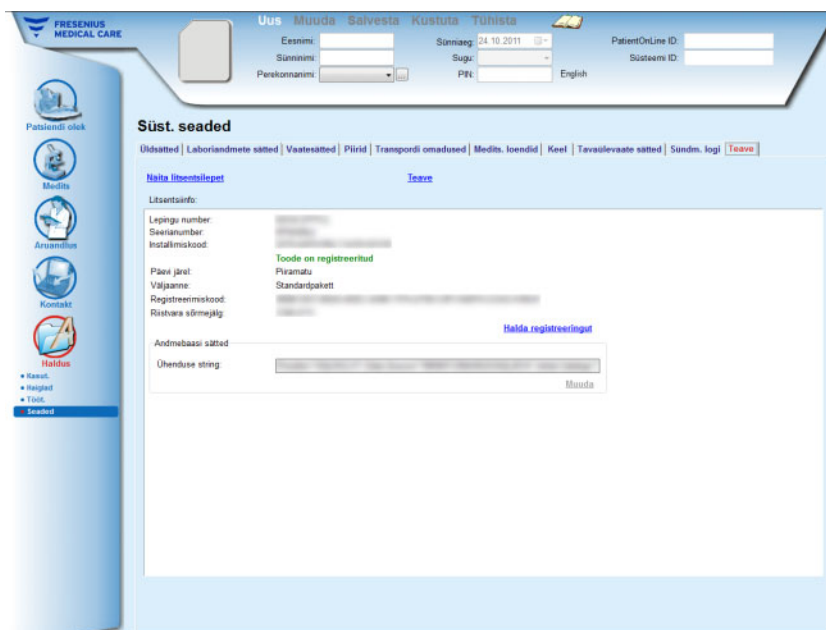 FRESENIUS
MEDICAL CARE
Uus Muuda Salvesta Kustuta Tühista
Eesnimi: Sünniaeg: 24.10.2011 PatientOnLine ID:
Sünninimi: Sugu: Süsteemi ID:
Perekonnanimi: ... PIN: English
Patsiendi olek
Medits
Aruandlus
Kontakt
Haldus
Kasut.
Haiglad
Tööt.
Seaded
Süst. seaded
Üldsätted Laboriandmete sätted Vaatesätted Piirid Transpordi omadused Medits. loendid Keel Tavaülevaate sätted Sündm. logi Teave
Näita litsentsilepet Teave
Litsentsiinfo:
Lepingu number:
Seerianumber:
Installimiskood:
Toode on registreeritud
Päevi järel: Piiramatu
Väljaanne: Standardpakett
Registreerimiskood:
Riistvara sõrmejälg:
Halda registreeringut
Andmebaasi sätted
Ühenduse string:
Muuda